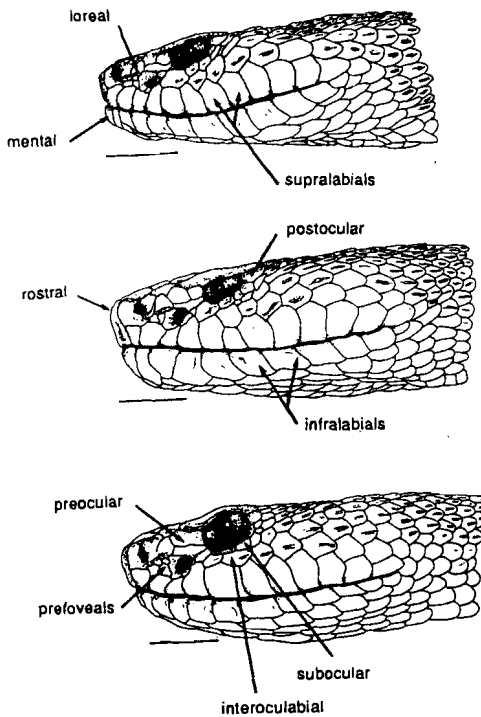 loreal
mental
supralabials
postocular
rostral
infralabials
preocular
prefoveals
subocular
interoculabial